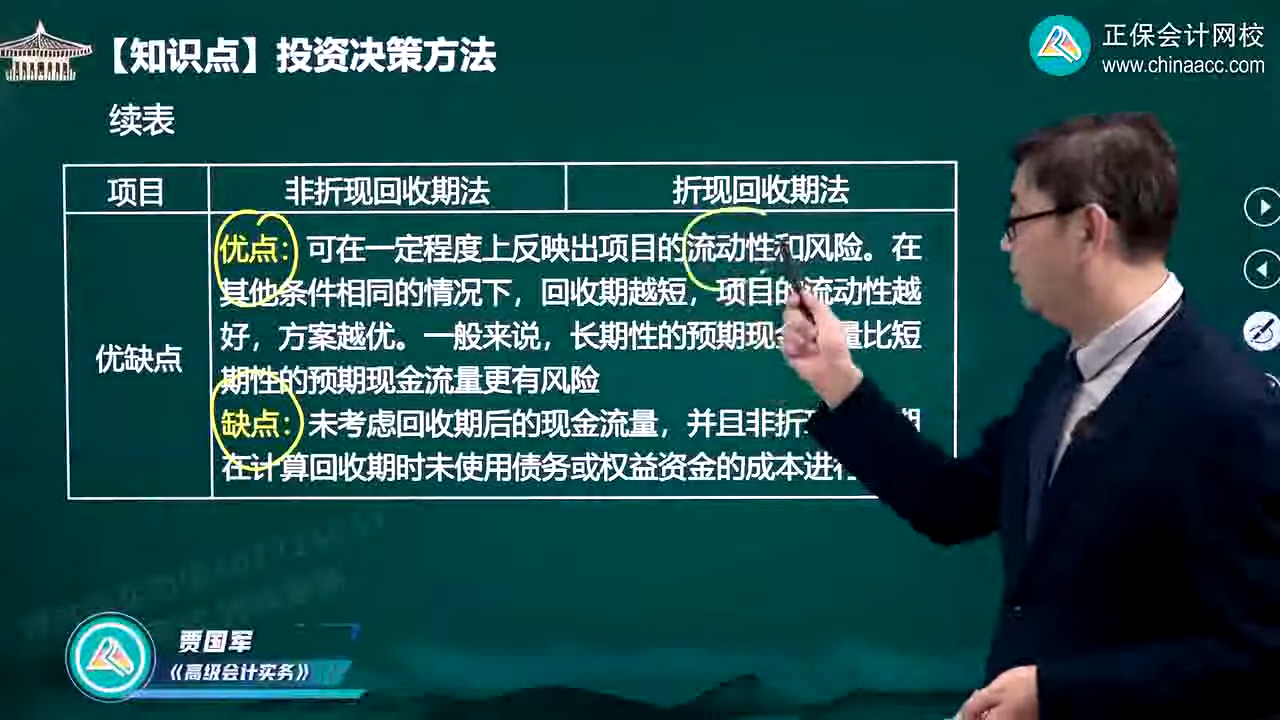 【知识点】投资决策方法
正保会计网校
www.chinaacc.com
续表
项目
非折现回收期法
折现回收期法
优缺点
优点：可在一定程度上反映出项目的流动性和风险。在
其他条件相同的情况下，回收期越短，项目的流动性越
好，方案越优。一般来说，长期性的预期现金 量比短
期性的预期现金流量更有风险
缺点：未考虑回收期后的现金流量，并且非折 期
在计算回收期时未使用债务或权益资金的成本进行
贾国军
《高级会计实务》